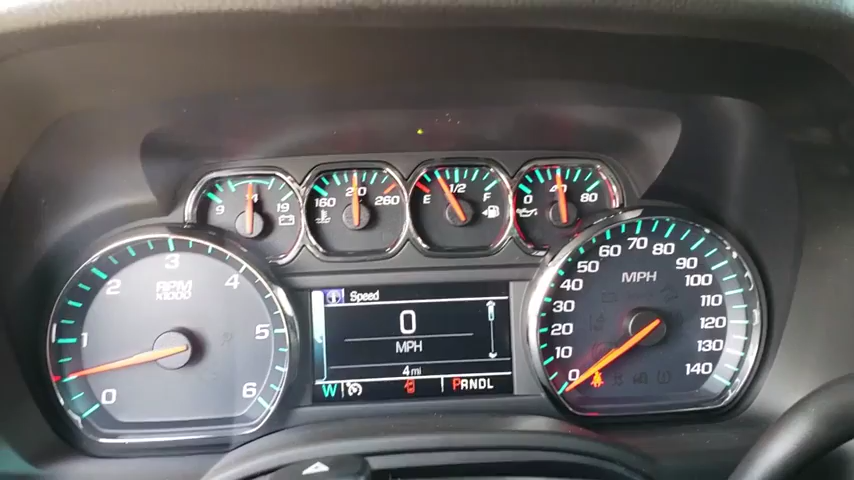 9 14 19
160 210 260
E 1/2 F
0 40 80
0 1 2 3 4 5 6
RPM
X1000
Speed
0
MPH
4 mi
W PRNDL
0 10 20 30 40 50 60 70 80 90 100 110 120 130 140
MPH